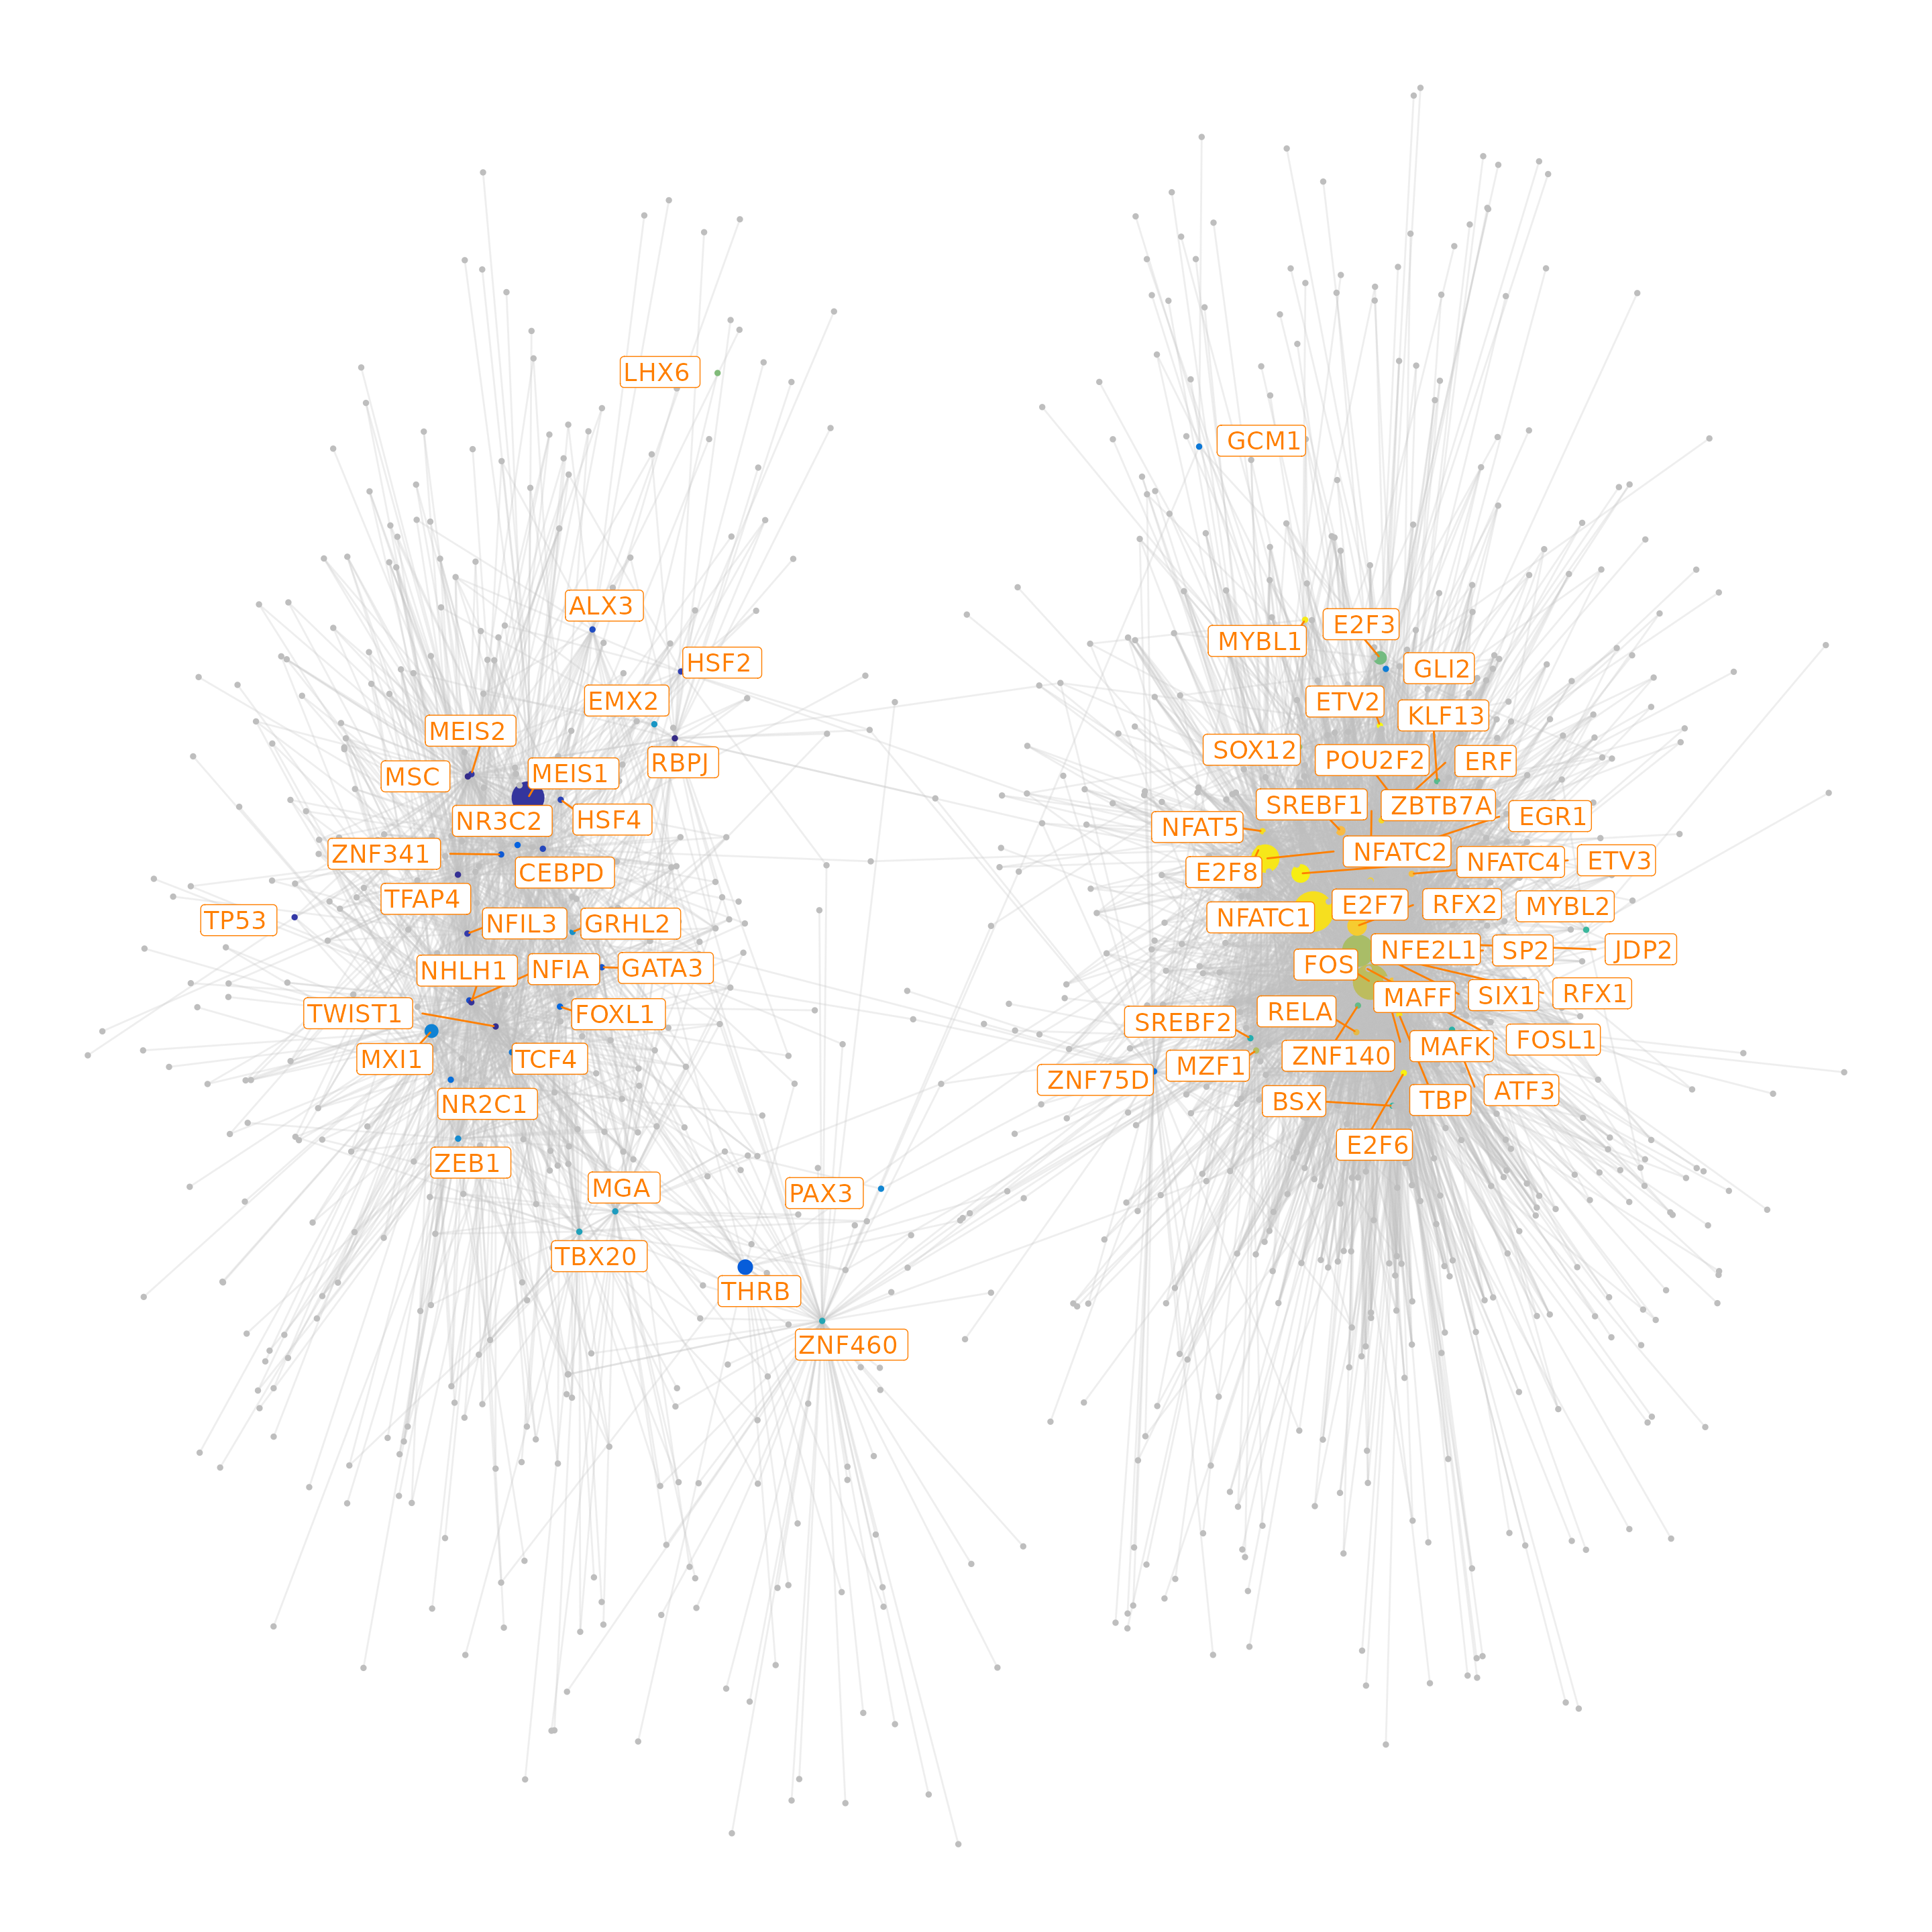 LHX6
GCM1
ALX3
E2F3
MYBL1
HSF2
GLI2
EMX2
ETV2
KLF13
MEIS2
SOX12
RBPJ
POU2F2
ERF
MSC
MEIS1
SREBF1
ZBTB7A
EGR1
NR3C2
HSF4
NFAT5
ZNF341
NFATC2
NFATC4
ETV3
CEBPD
E2F8
TFAP4
E2F7
RFX2
MYBL2
TP53
NFIL3
GRHL2
NFATC1
NFE2L1
SP2
JDP2
FOS
NHLH1
NFIA
GATA3
MAFF
SIX1
RFX1
TWIST1
FOXL1
RELA
SREBF2
FOSL1
MXI1
TCF4
ZNF140
MAFK
MZF1
ZNF75D
ATF3
NR2C1
BSX
TBP
E2F6
ZEB1
MGA
PAX3
TBX20
THRB
ZNF460